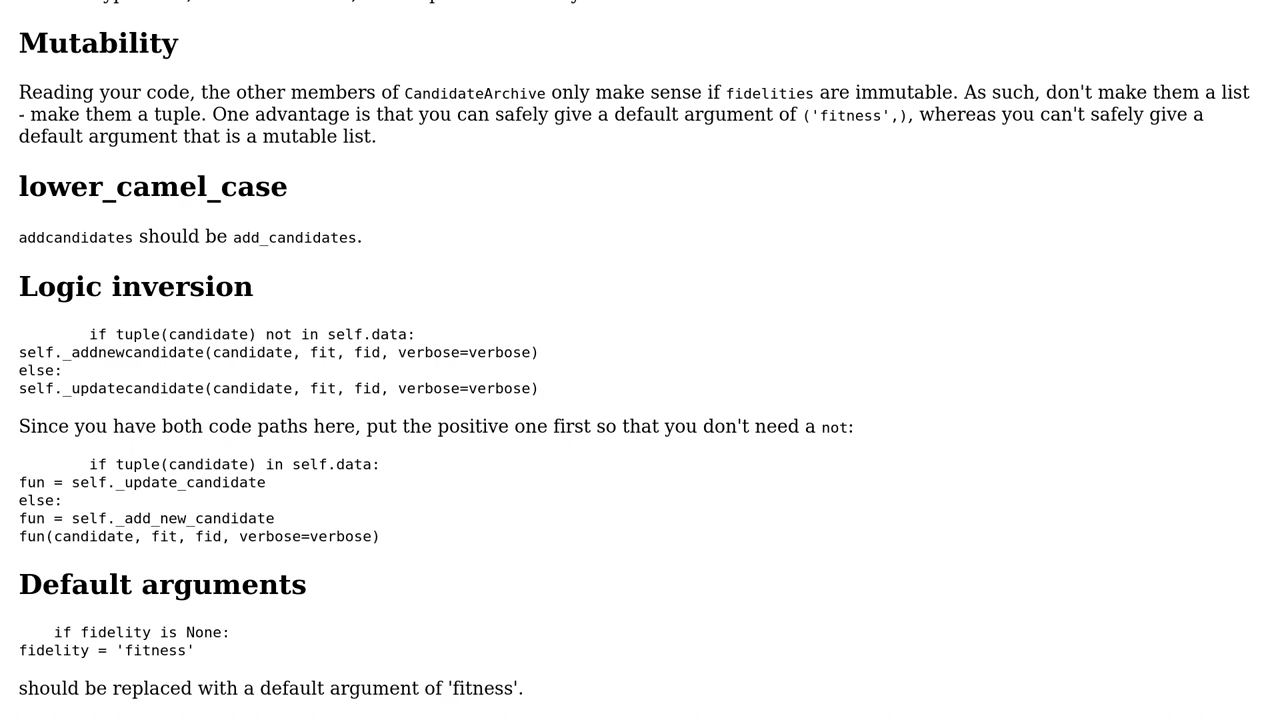 Mutability
Reading your code, the other members of CandidateArchive only make sense if fidelities are immutable. As such, don't make them a list
- make them a tuple. One advantage is that you can safely give a default argument of ('fitness',), whereas you can't safely give a
default argument that is a mutable list.
lower_camel_case
addcandidates should be add_candidates.
Logic inversion
        if tuple(candidate) not in self.data:
self._addnewcandidate(candidate, fit, fid, verbose=verbose)
else:
self._updatecandidate(candidate, fit, fid, verbose=verbose)
Since you have both code paths here, put the positive one first so that you don't need a not:
        if tuple(candidate) in self.data:
fun = self._update_candidate
else:
fun = self._add_new_candidate
fun(candidate, fit, fid, verbose=verbose)
Default arguments
    if fidelity is None:
fidelity = 'fitness'
should be replaced with a default argument of 'fitness'.